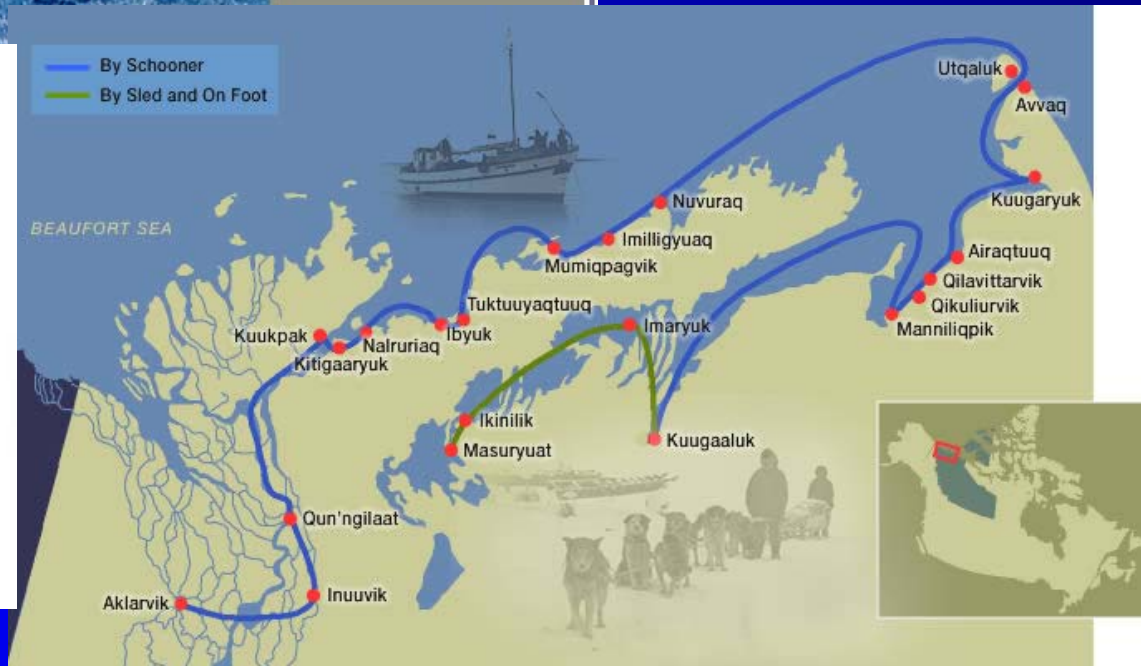 By Schooner
By Sled and On Foot
BEAUFORT SEA
Utqaluk
Avvaq
Kuugaryuk
Nuvuraq
Imilligyuaq
Mumiqpagvik
Airaqtuuq
Qilavittarvik
Qikuliurvik
Manniliqpik
Tuktuuyaqtuuq
Ibyuk
Nalruriaq
Kuukpak
Kitigaaryuk
Imaryuk
Ikinilik
Masuryuat
Kuugaaluk
Qun'ngilaat
Inuuvik
Aklarvik